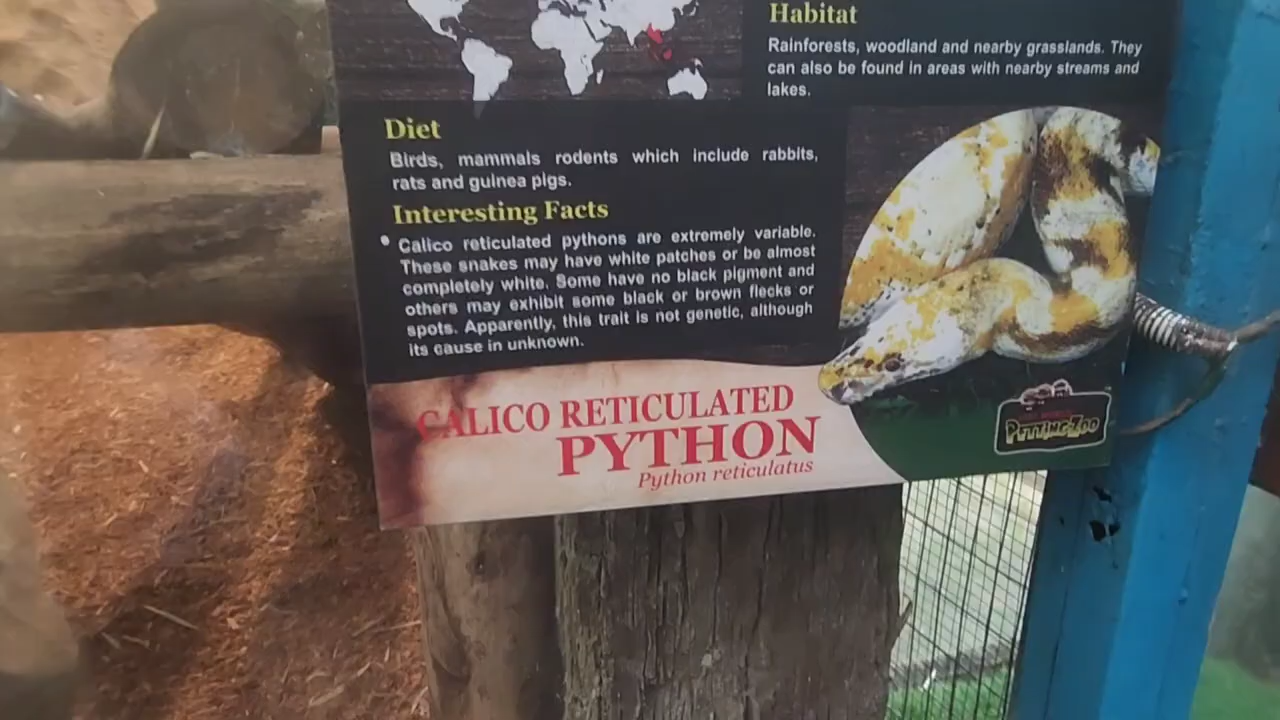 Habitat
Rainforests, woodland and nearby grasslands. They
can also be found in areas with nearby streams and
lakes.
Diet
Birds, mammals rodents which include rabbits,
rats and guinea pigs.
Interesting Facts
• Calico reticulated pythons are extremely variable.
These snakes may have white patches or be almost
completely white. Some have no black pigment and
others may exhibit some black or brown flecks or
spots. Apparently, this trait is not genetic, although
its cause in unknown.
CALICO RETICULATED
PYTHON
Python reticulatus
PETTING ZOO